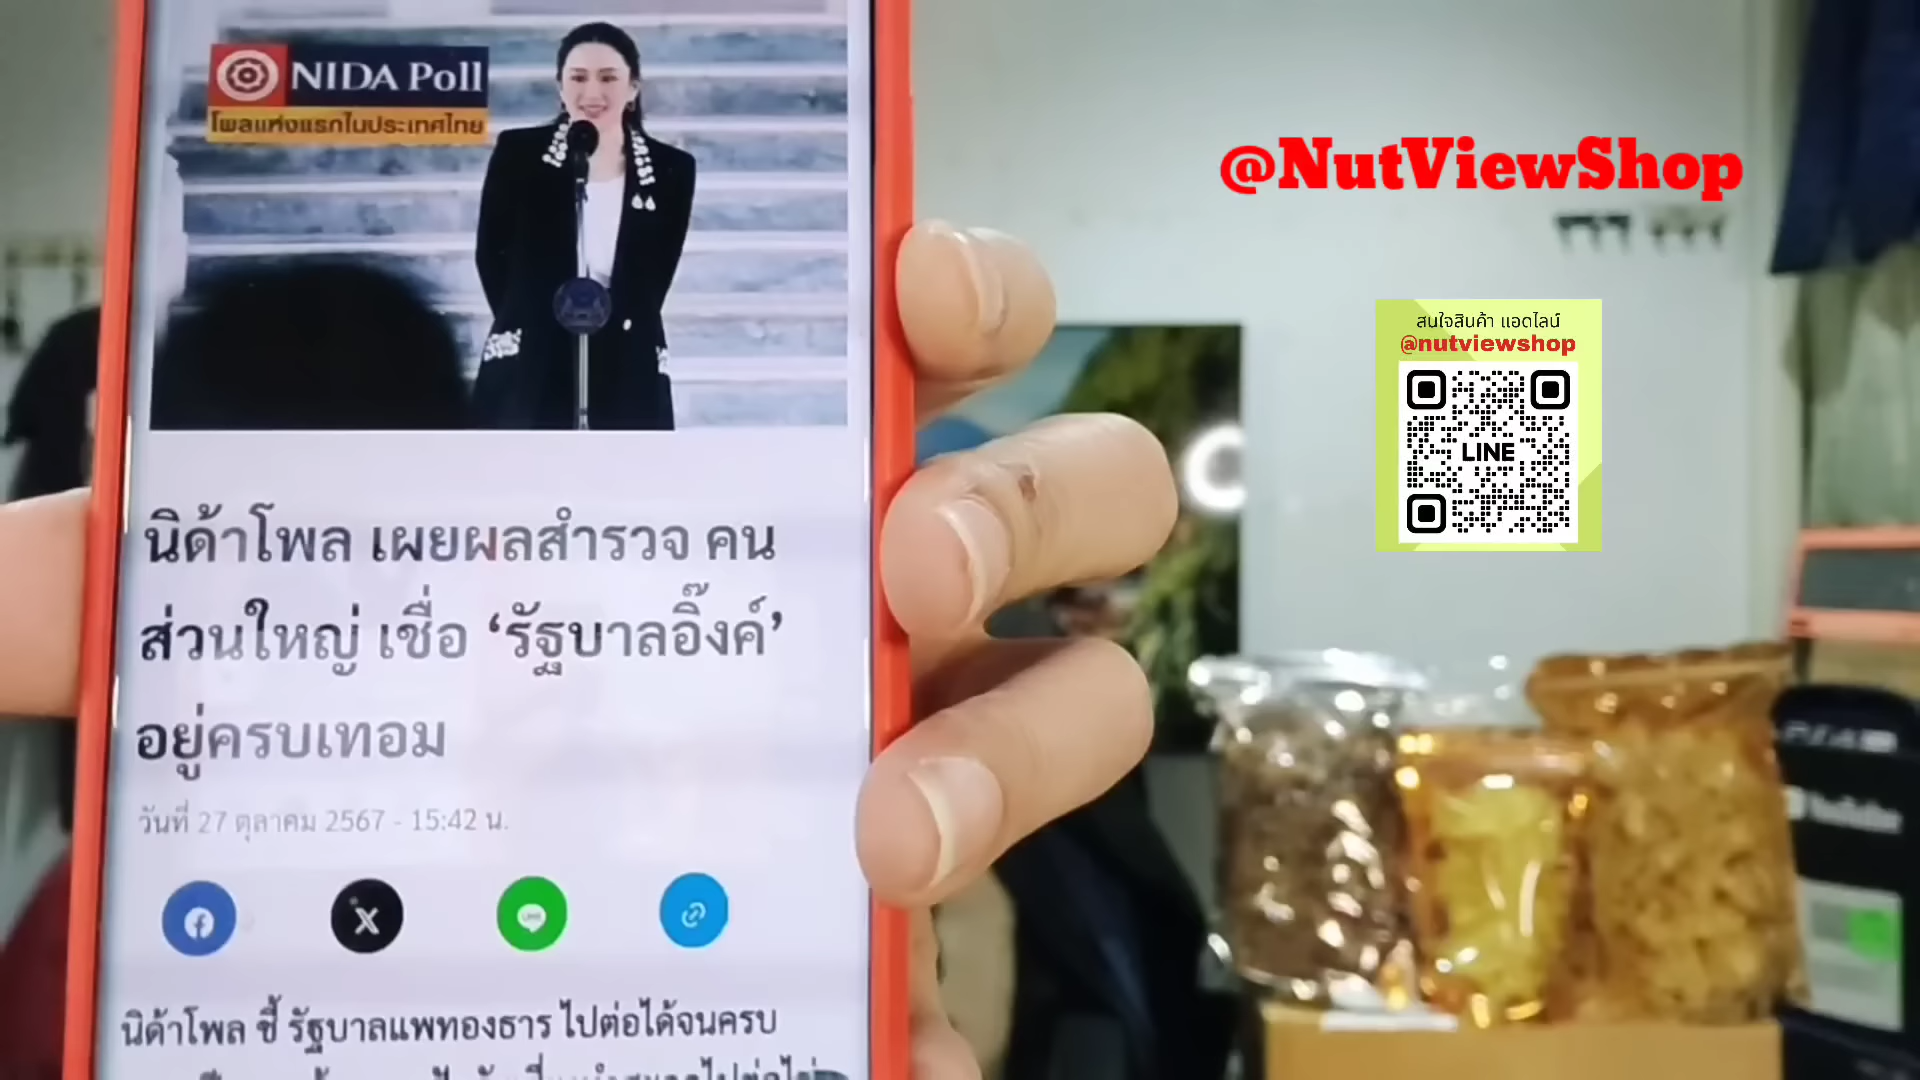 NIDA Poll
โพลแห่งแรกในประเทศไทย
นิด้าโพล เผยผลสำรวจ คน
ส่วนใหญ่ เชื่อ ‘รัฐบาลอิ๊งค์’
อยู่ครบเทอม
วันที่ 27 ตุลาคม 2567 - 15:42 น.
นิด้าโพล ชี้ รัฐบาลแพทองธาร ไปต่อได้จนครบ
@NutViewShop
สนใจสินค้า แอดไลน์
@nutviewshop
LINE
YouTube